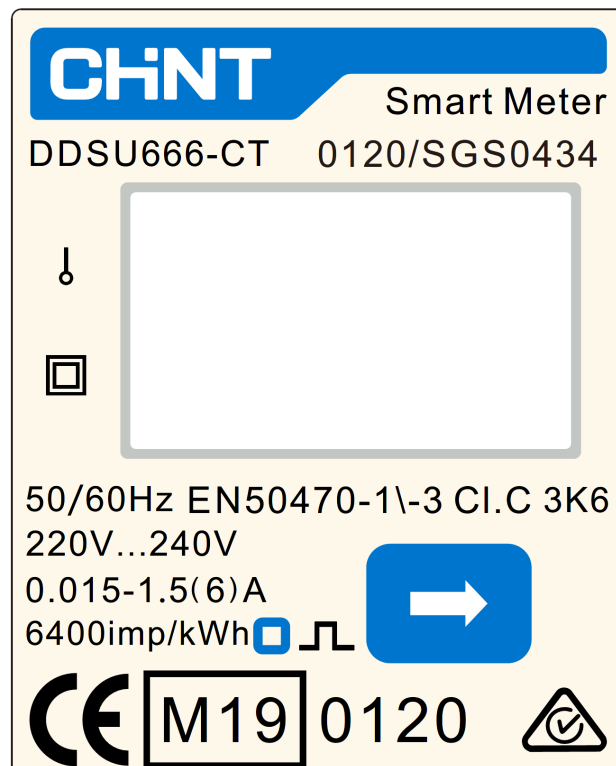 CHiNT
Smart Meter
DDSU666-CT 0120/SGS0434
50/60Hz EN50470-1\-3 Cl.C 3K6
220V...240V
0.015-1.5(6)A
6400imp/kWh
CE M19 0120